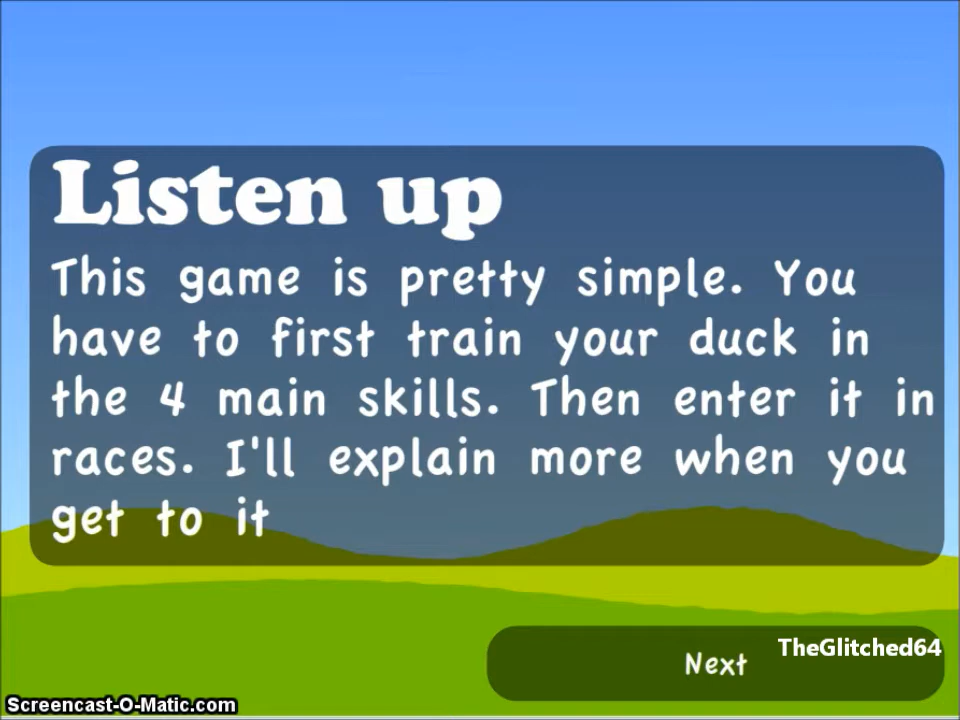 Listen up
This game is pretty simple. You
have to first train your duck in
the 4 main skills. Then enter it in
races. I'll explain more when you
get to it
TheGlitched64
Next
Screencast-O-Matic.com